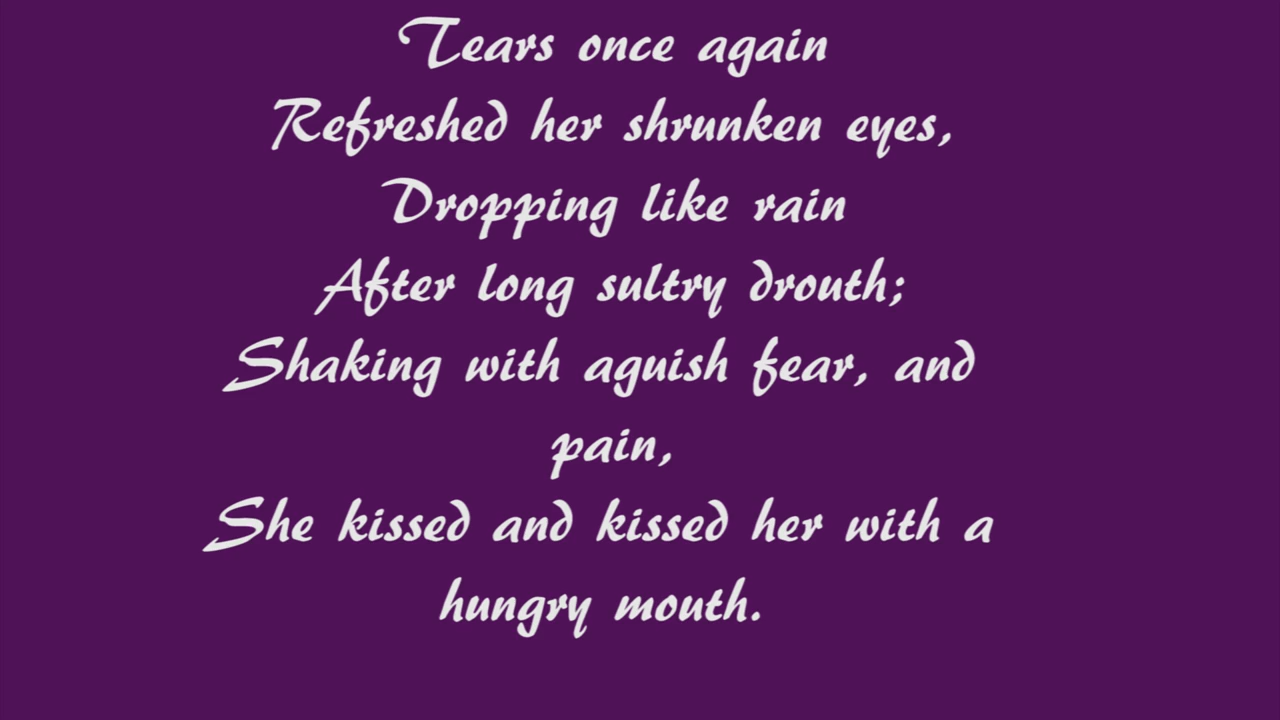 Tears once again
Refreshed her shrunken eyes,
Dropping like rain
After long sultry drouth;
Shaking with aguish fear, and
pain,
She kissed and kissed her with a
hungry mouth.